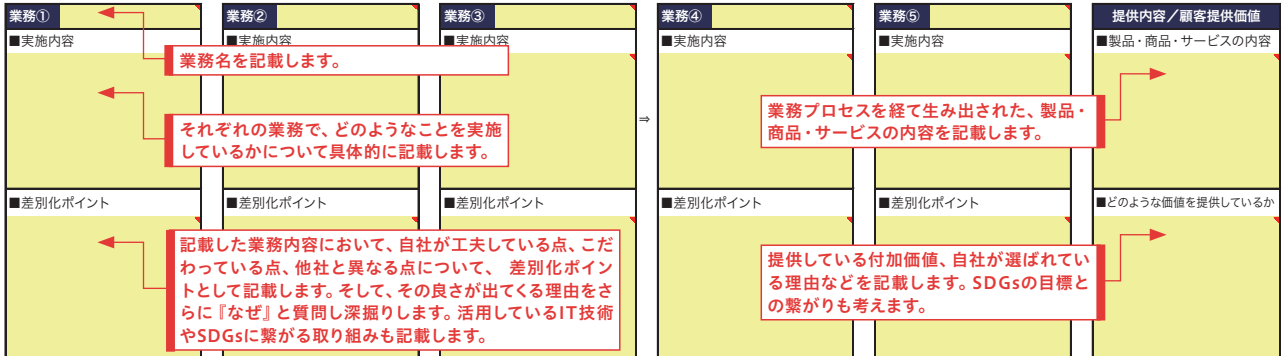 業務①
業務②
業務③
業務④
業務⑤
提供内容／顧客提供価値
■実施内容
■実施内容
■実施内容
■実施内容
■実施内容
■製品・商品・サービスの内容
業務名を記載します。
それぞれの業務で、どのようなことを実施
しているかについて具体的に記載します。
⇒
業務プロセスを経て生み出された、製品・
商品・サービスの内容を記載します。
■差別化ポイント
■差別化ポイント
■差別化ポイント
■差別化ポイント
■差別化ポイント
■どのような価値を提供しているか
記載した業務内容において、自社が工夫している点、こだ
わっている点、他社と異なる点について、 差別化ポイン
トとして記載します。そして、その良さが出てくる理由をさ
らに『なぜ』と質問し深掘りします。活用しているIT技術
やSDGsに繋がる取り組みも記載します。
提供している付加価値、自社が選ばれてい
る理由などを記載します。SDGsの目標と
の繋がりも考えます。